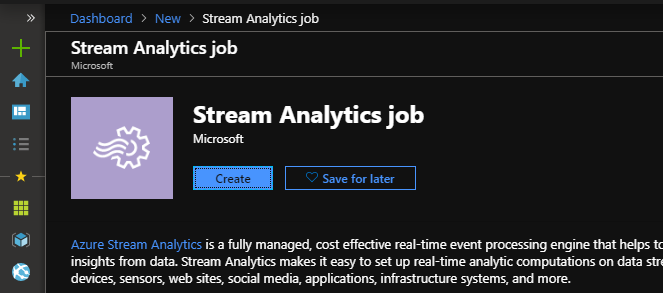 » Dashboard > New > Stream Analytics job
Stream Analytics job
Microsoft
Stream Analytics job
Microsoft
Create Save for later
Azure Stream Analytics is a fully managed, cost effective real-time event processing engine that helps to
insights from data. Stream Analytics makes it easy to set up real-time analytic computations on data stre
devices, sensors, web sites, social media, applications, infrastructure systems, and more.